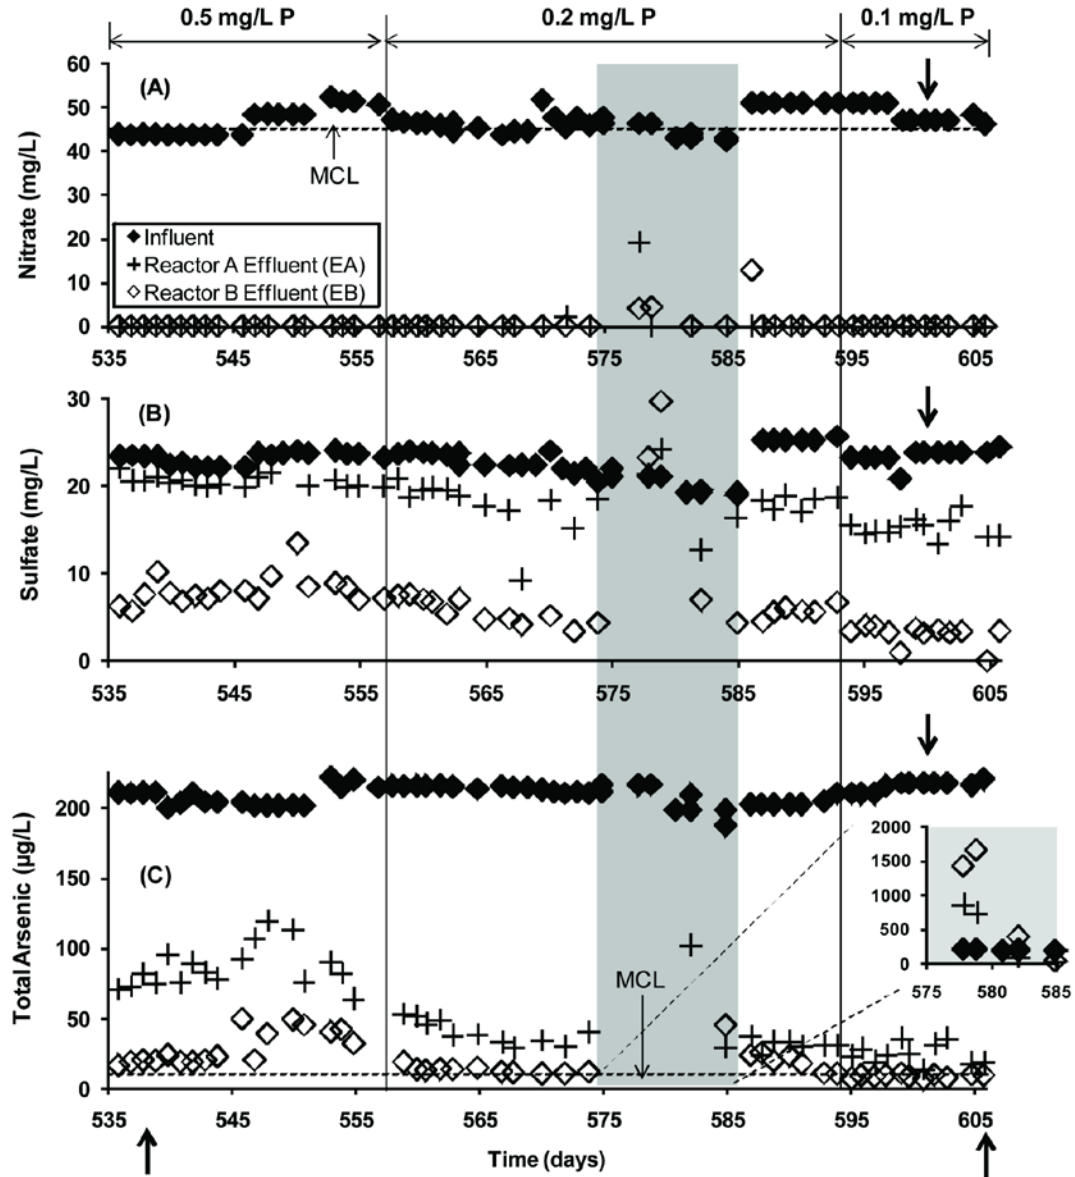 0.5 mg/L P 0.2 mg/L P 0.1 mg/L P
(A)
Nitrate (mg/L)
60
50
40
30
20
10
0
MCL
Influent
Reactor A Effluent (EA)
Reactor B Effluent (EB)
535 545 555 565 575 585 595 605
(B)
Sulfate (mg/L)
30
20
10
0
535 545 555 565 575 585 595 605
(C)
Total Arsenic (µg/L)
200
150
100
50
0
MCL
2000
1500
1000
500
0
575 580 585
535 545 555 565 575 585 595 605
Time (days)